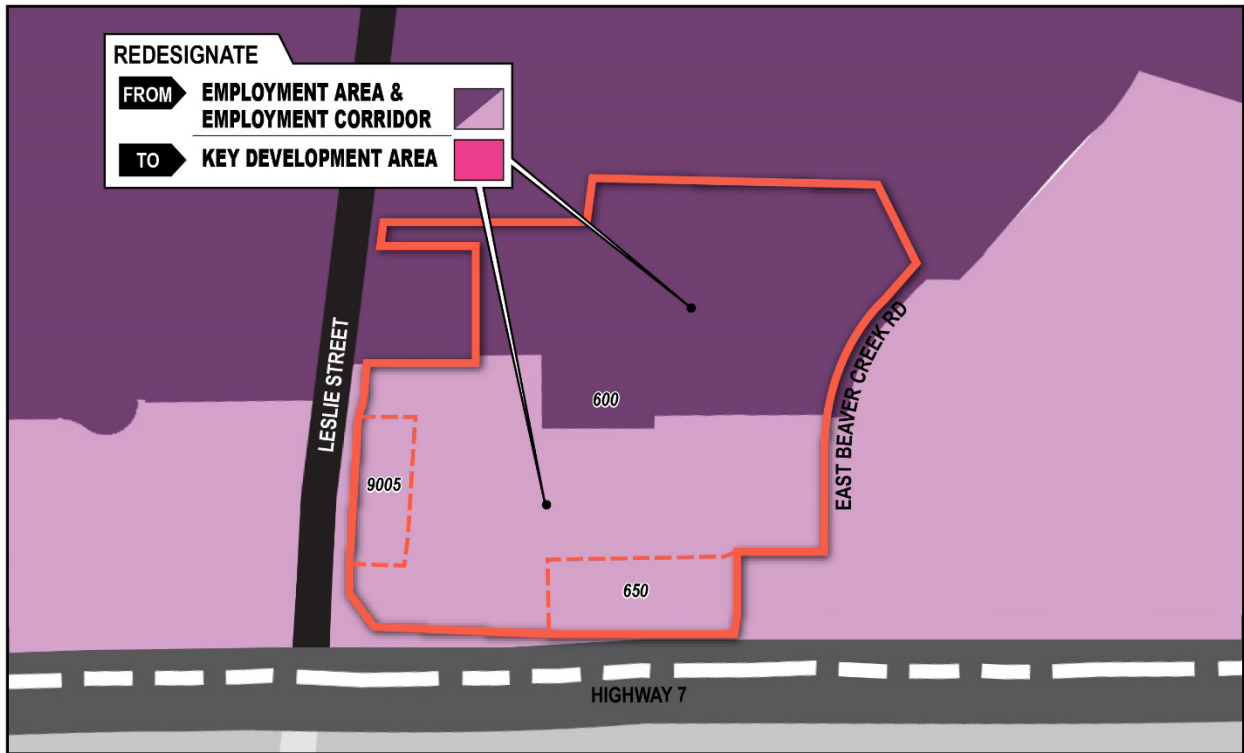 REDESIGNATE
FROM
EMPLOYMENT AREA &
EMPLOYMENT CORRIDOR
TO
KEY DEVELOPMENT AREA
LESLIE STREET
EAST BEAVER CREEK RD
600
9005
650
HIGHWAY 7